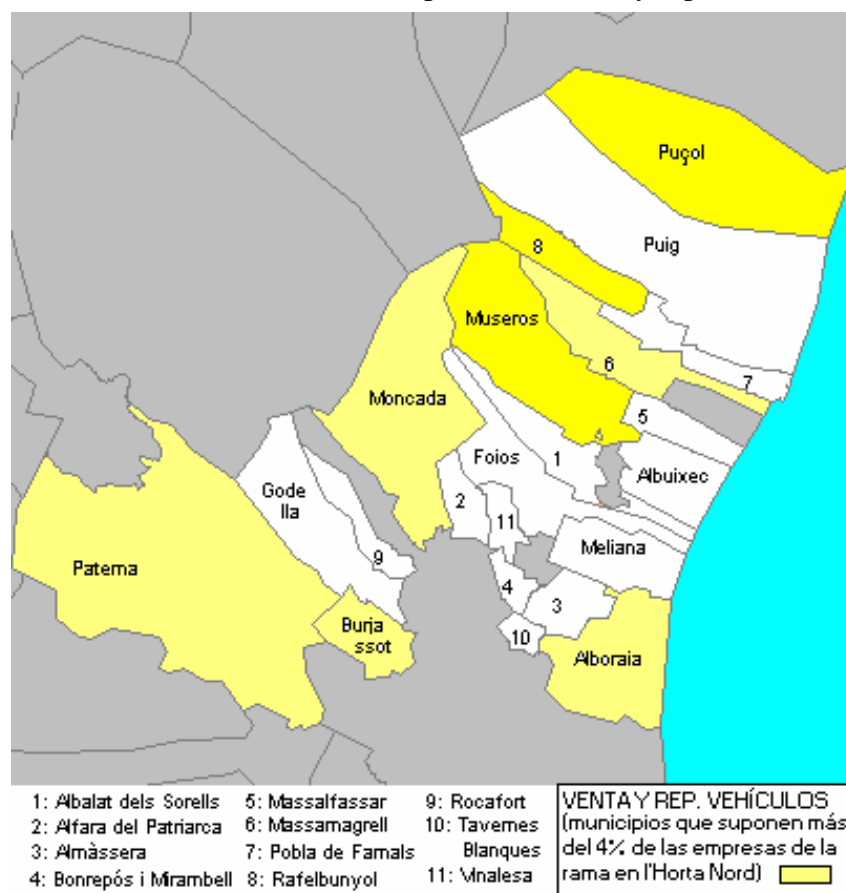 Puçol
Puig
8
Museros
6
7
Moncada
5
4
Foios
1
Albuixec
Gode
lla
2
11
9
Meliana
Paterna
4
3
Burja
ssot
10
Alboraia
1: Albalat dels Sorells
2: Alfara del Patriarca
3: Almàssera
4: Bonrepós i Mirambell
5: Massalfassar
6: Massamagrell
7: Pobla de Farnals
8: Rafelbunyol
9: Rocafort
10: Tavernes
Blanques
11: Vinalesa
VENTA Y REP. VEHÍCULOS
(municipios que suponen más
del 4% de las empresas de la
rama en l'Horta Nord)